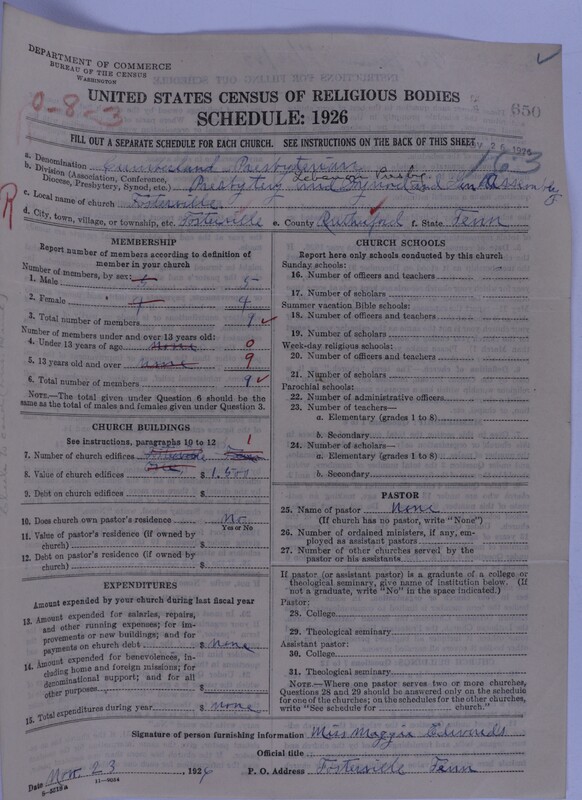 DEPARTMENT OF COMMERCE
BUREAU OF THE CENSUS
WASHINGTON
0-8-3
UNITED STATES CENSUS OF RELIGIOUS BODIES
SCHEDULE: 1926
650
FILL OUT A SEPARATE SCHEDULE FOR EACH CHURCH. SEE INSTRUCTIONS ON THE BACK OF THIS SHEET
163
a. Denomination Cumberland Presbyterian
b. Division (Association, Conference, Diocese, Presbytery, Synod, etc.) Lebanon Presby Presbytery and Synod and Assembly
R
c. Local name of church Fosterville
d. City, town, village, or township, etc. Fosterville e. County Rutherford f. State Tenn
MEMBERSHIP
Report number of members according to definition of member in your church
Number of members, by sex:
1. Male 5 5
2. Female 4 4
3. Total number of members 9
Number of members under and over 13 years old:
4. Under 13 years of age none 0
5. 13 years old and over none 9
6. Total number of members 9
NOTE.—The total given under Question 6 should be the same as the total of males and females given under Question 3.
CHURCH BUILDINGS
See instructions, paragraphs 10 to 12
7. Number of church edifices 1
8. Value of church edifices One $ 1.500
9. Debt on church edifices $
10. Does church own pastor's residence No
Yes or No
11. Value of pastor's residence (if owned by church) $
12. Debt on pastor's residence (if owned by church) $
EXPENDITURES
Amount expended by your church during last fiscal year
13. Amount expended for salaries, repairs, and other running expenses; for improvements or new buildings; and for payments on church debt $ none
14. Amount expended for benevolences, including home and foreign missions; for denominational support; and for all other purposes $
15. Total expenditures during year $ none
CHURCH SCHOOLS
Report here only schools conducted by this church
Sunday schools:
16. Number of officers and teachers
17. Number of scholars
Summer vacation Bible schools:
18. Number of officers and teachers
19. Number of scholars
Week-day religious schools:
20. Number of officers and teachers
21. Number of scholars
Parochial schools:
22. Number of administrative officers
23. Number of teachers—
a. Elementary (grades 1 to 8)
b. Secondary
24. Number of scholars—
a. Elementary (grades 1 to 8)
b. Secondary
PASTOR
25. Name of pastor None
(If church has no pastor, write "None")
26. Number of ordained ministers, if any, employed as assistant pastors
27. Number of other churches served by the pastor or his assistants
If pastor (or assistant pastor) is a graduate of a college or theological seminary, give name of institution below. (If not a graduate, write "No" in the space indicated.)
Pastor:
28. College
29. Theological seminary
Assistant pastor:
30. College
31. Theological seminary
NOTE.—Where one pastor serves two or more churches, Questions 28 and 29 should be answered only on the schedule for one of the churches; on the schedules for the other churches, write "See schedule for church."
Signature of person furnishing information Miss Maggie Edwards
Official title
Date Nov. 23, 1926 P. O. Address Fosterville Tenn
8-5218a 11-9034